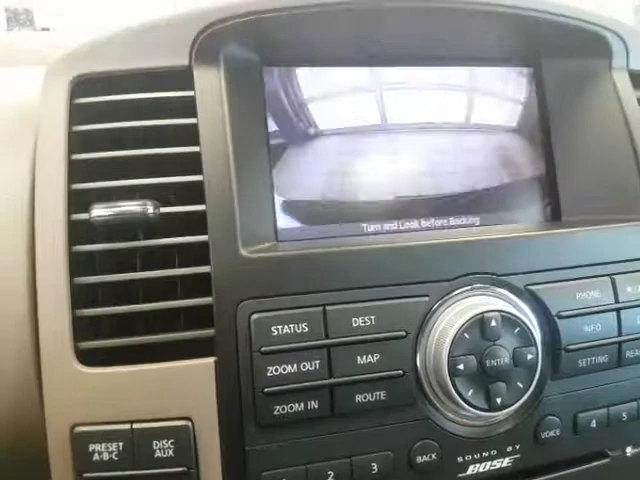 Turn and Look before Backing
STATUS DEST
ZOOM OUT MAP
ZOOM IN ROUTE
ENTER
PHONE
INFO
SETTING
PRESET A·B·C
DISC AUX
2 3
BACK
SOUND BY
BOSE
VOICE
4 5